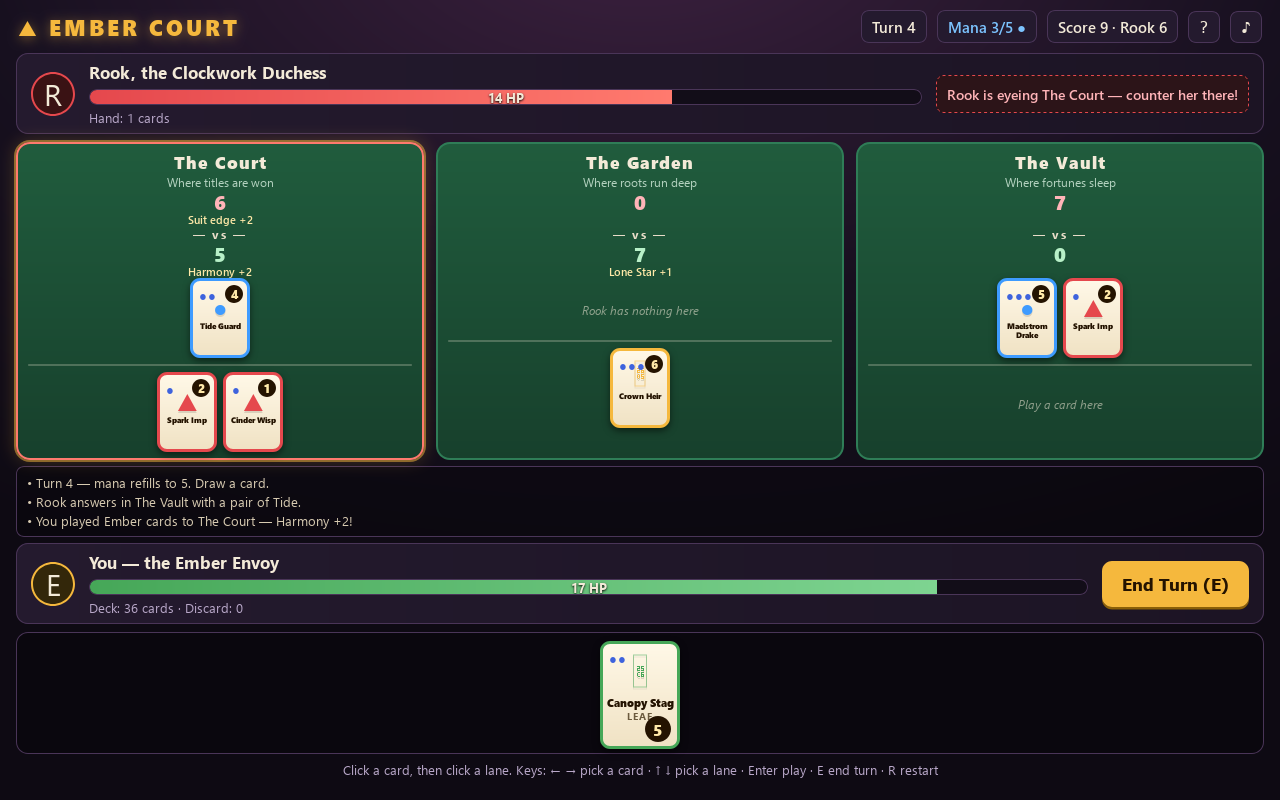 ▲ EMBER COURT
Turn 4
Mana 3/5 ●
Score 9 · Rook 6
?
♪
R
Rook, the Clockwork Duchess
14 HP
Hand: 1 cards
Rook is eyeing The Court — counter her there!
The Court
Where titles are won
6
Suit edge +2
— vs —
5
Harmony +2
4
Tide Guard
2
Spark Imp
1
Cinder Wisp
The Garden
Where roots run deep
0
— vs —
7
Lone Star +1
Rook has nothing here
6
Crown Heir
The Vault
Where fortunes sleep
7
— vs —
0
5
Maelstrom
Drake
2
Spark Imp
Play a card here
• Turn 4 — mana refills to 5. Draw a card.
• Rook answers in The Vault with a pair of Tide.
• You played Ember cards to The Court — Harmony +2!
E
You — the Ember Envoy
17 HP
Deck: 36 cards · Discard: 0
End Turn (E)
Canopy Stag
LEAF
5
Click a card, then click a lane. Keys: ← → pick a card · ↑ ↓ pick a lane · Enter play · E end turn · R restart